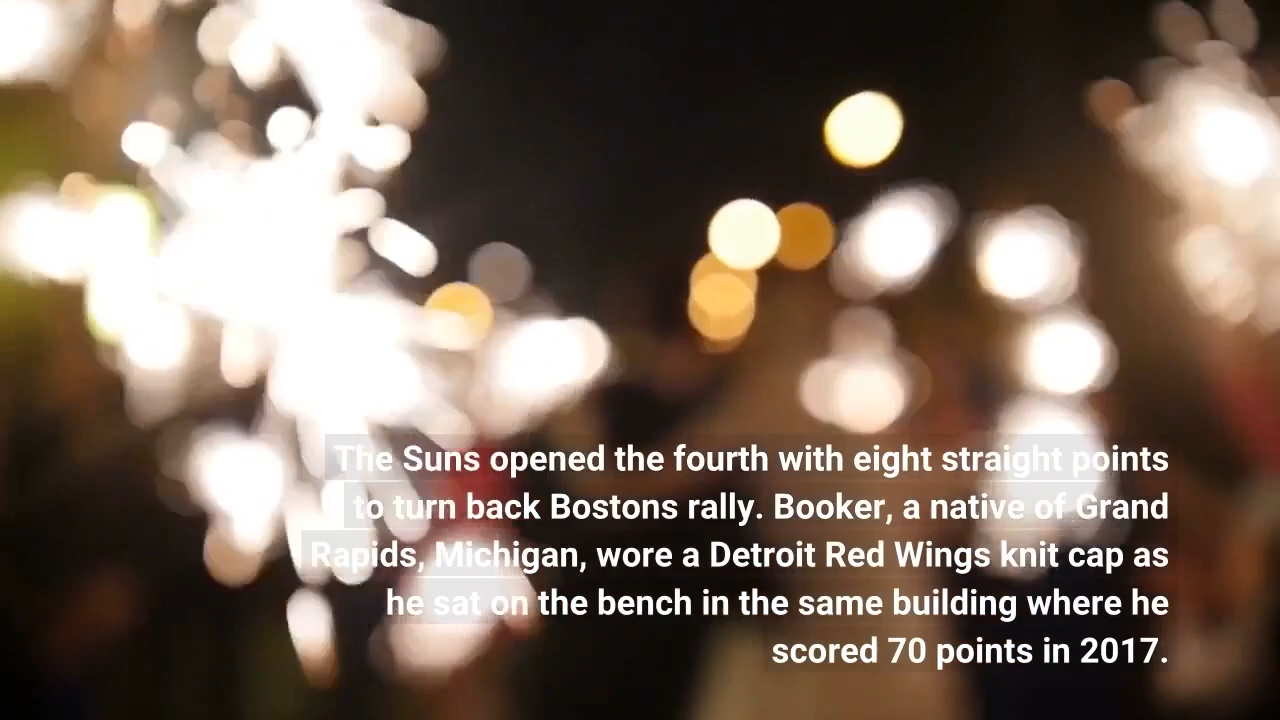 The Suns opened the fourth with eight straight points
to turn back Bostons rally. Booker, a native of Grand
Rapids, Michigan, wore a Detroit Red Wings knit cap as
he sat on the bench in the same building where he
scored 70 points in 2017.